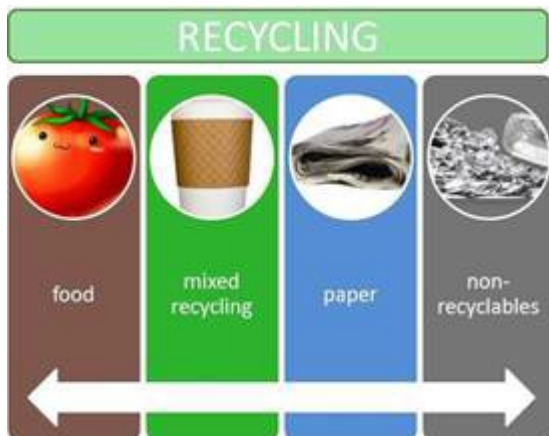 RECYCLING
food
mixed
recycling
paper
non-
recyclables